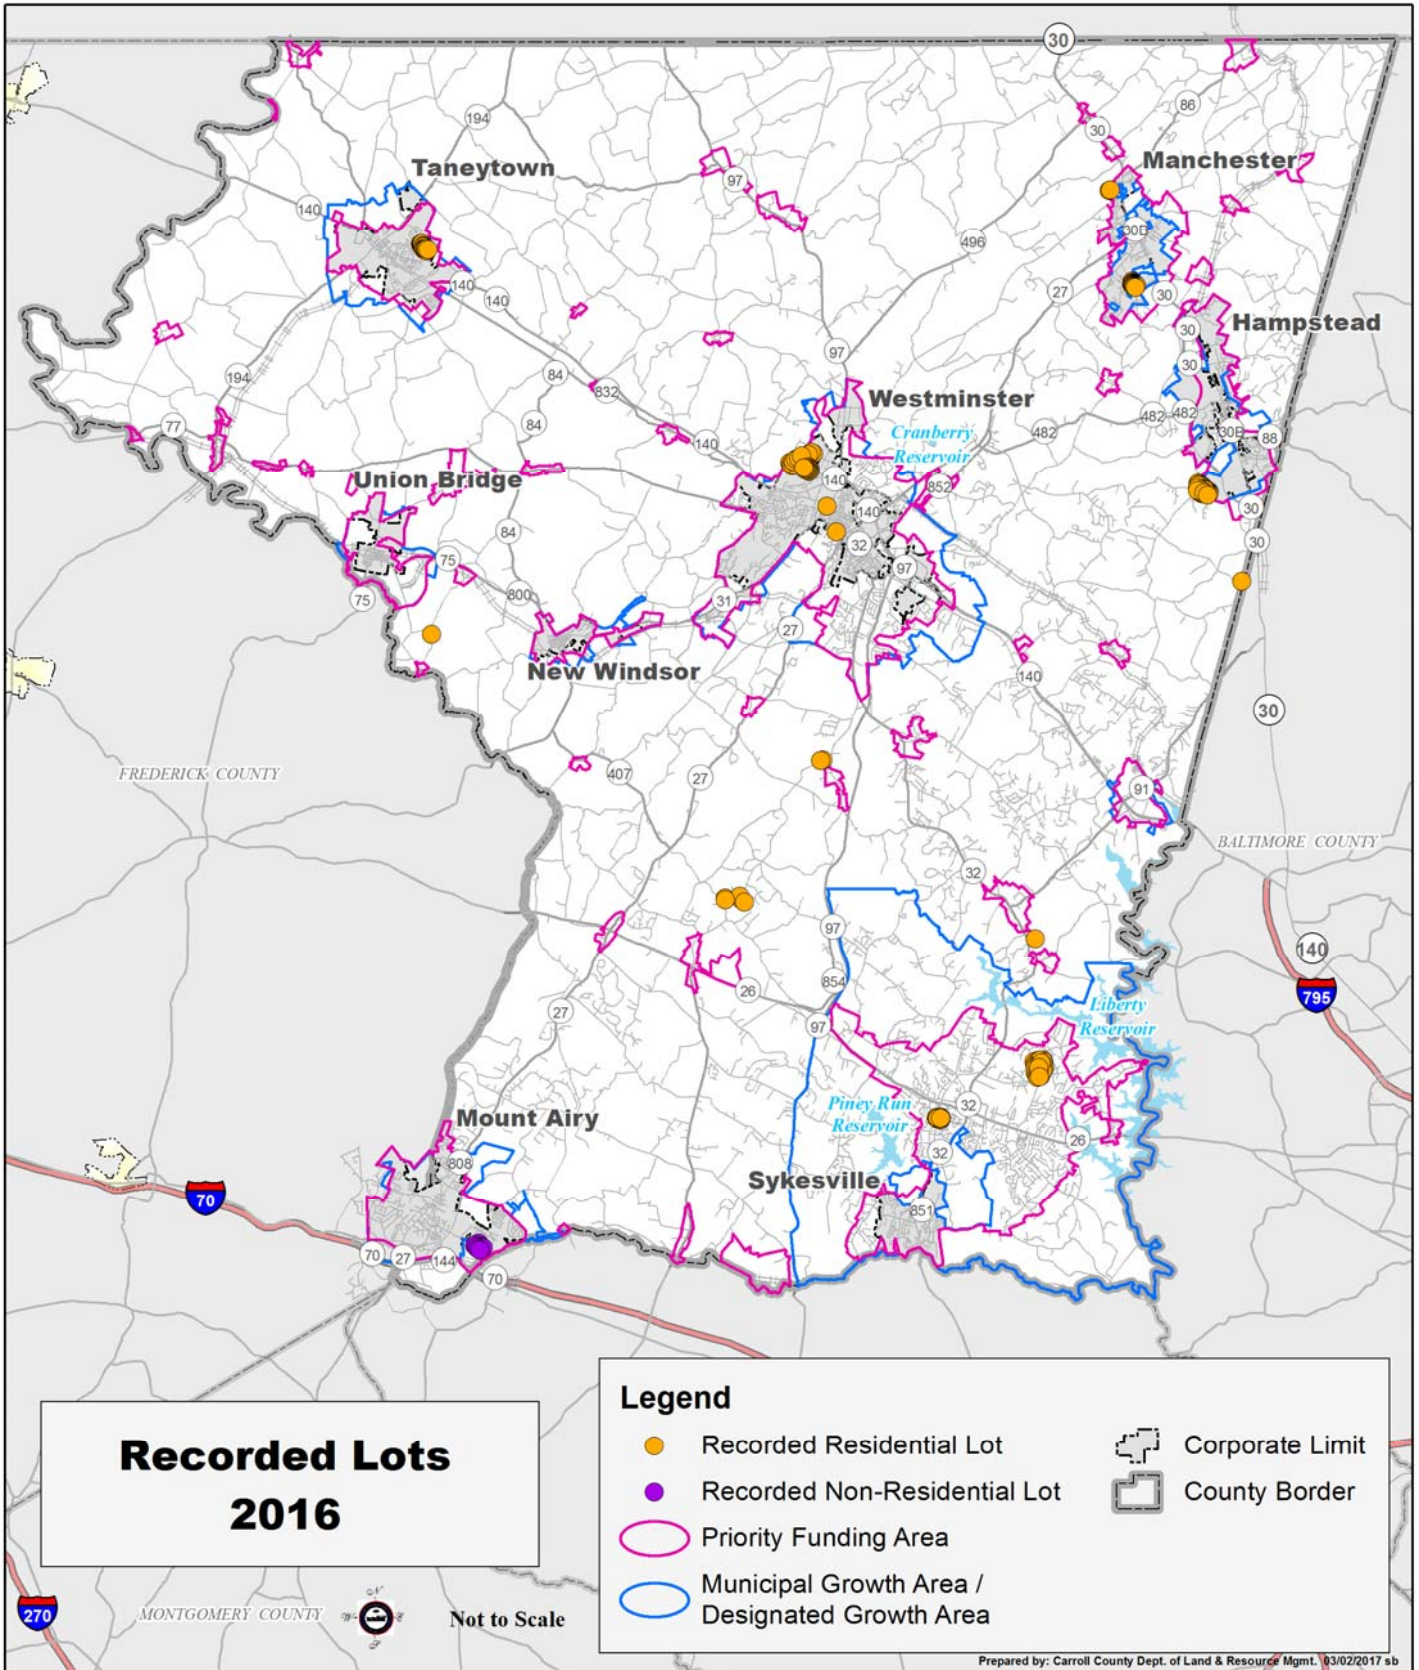 30
194
86
30
Taneytown
Manchester
97
140
30B
496
140
140
27
30
Hampstead
30
97
30
84
194
832
Westminster
482
482
Cranberry
Reservoir
84
77
482
30B
88
140
Union Bridge
140
852
140
30
84
32
30
75
97
800
75
31
27
New Windsor
140
30
FREDERICK COUNTY
407
27
91
BALTIMORE COUNTY
32
97
140
854
26
795
27
97
Liberty
Reservoir
Piney Run
Reservoir
32
Mount Airy
26
32
808
Sykesville
70
851
70
27
144
70
Recorded Lots
2016
Legend
Recorded Residential Lot
Corporate Limit
Recorded Non-Residential Lot
County Border
Priority Funding Area
Municipal Growth Area /
Designated Growth Area
270
MONTGOMERY COUNTY
N
W
E
S
Not to Scale
Prepared by: Carroll County Dept. of Land & Resource Mgmt. 03/02/2017 sb